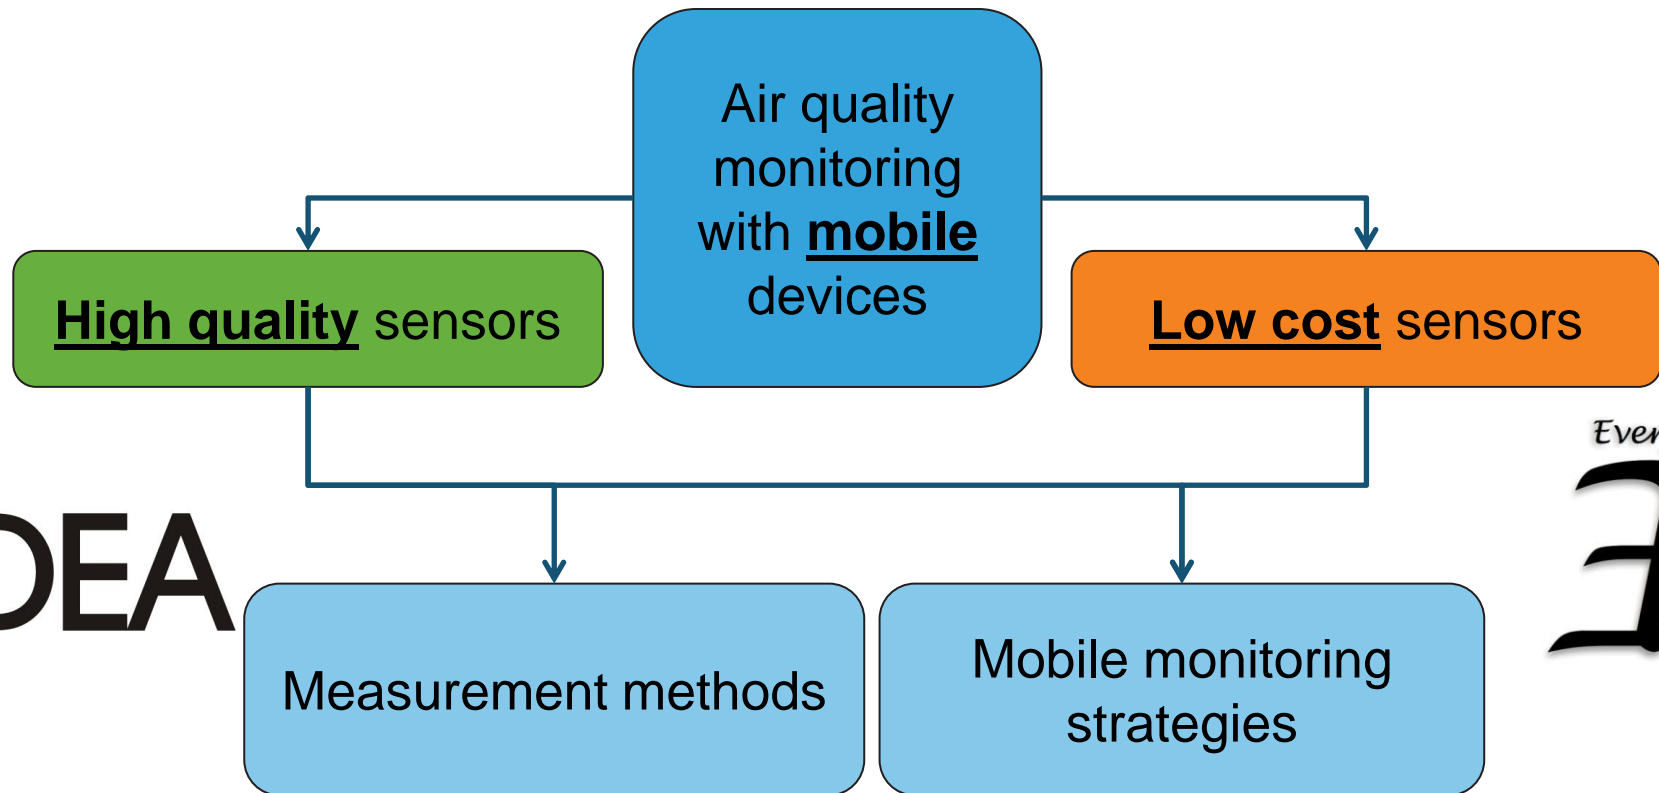 Air quality
monitoring
with mobile
devices
High quality sensors
Low cost sensors
DEA
Measurement methods
Mobile monitoring
strategies